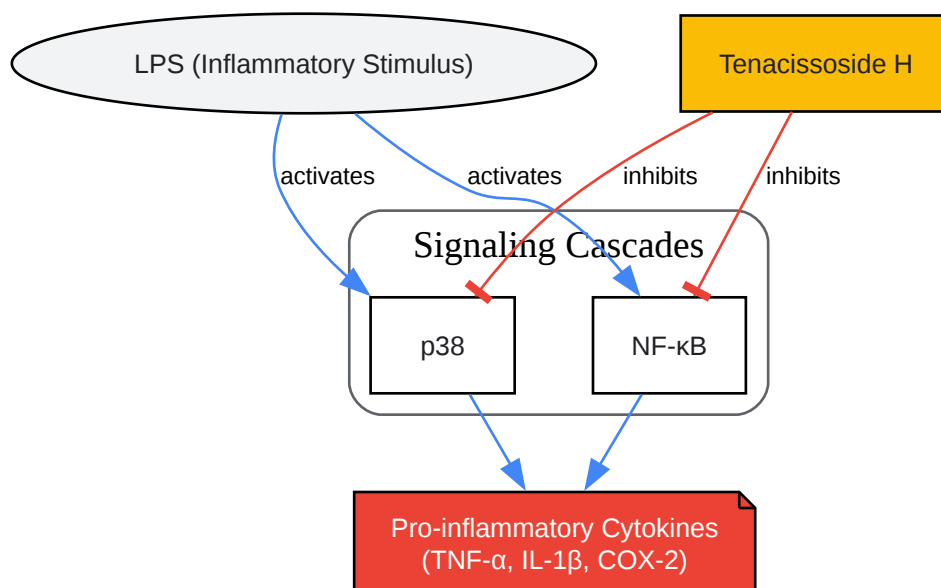 LPS (Inflammatory Stimulus)
Tenacissoside H
activates
activates
inhibits
inhibits
Signaling Cascades
p38
NF-κB
Pro-inflammatory Cytokines
(TNF-α, IL-1β, COX-2)